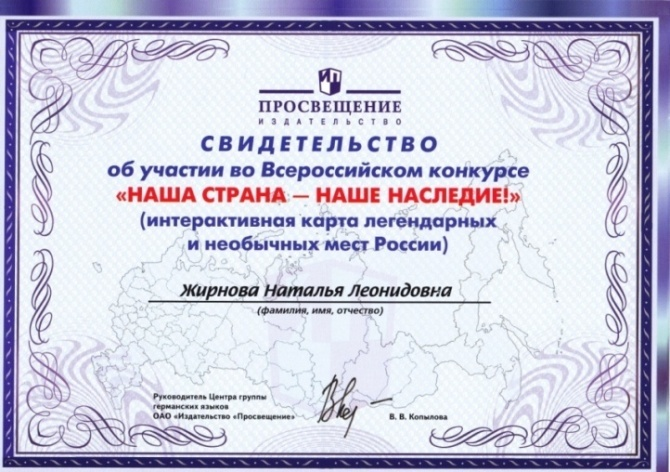 ПРОСВЕЩЕНИЕ
ИЗДАТЕЛЬСТВО
СВИДЕТЕЛЬСТВО
об участии во Всероссийском конкурсе
«НАША СТРАНА — НАШЕ НАСЛЕДИЕ!»
(интерактивная карта легендарных
и необычных мест России)
Жирнова Наталья Леонидовна
(фамилия, имя, отчество)
Руководитель Центра группы
германских языков
ОАО «Издательство «Просвещение»
В. В. Копылова